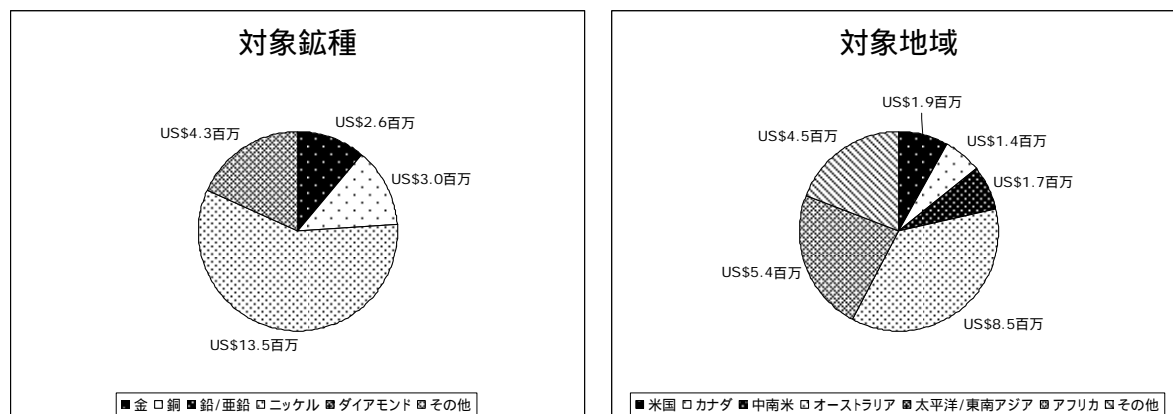 対象鉱種
US$2.6百万
US$4.3百万
US$3.0百万
US$13.5百万
金 銅 鉛/亜鉛 ニッケル ダイアモンド その他
対象地域
US$1.9百万
US$4.5百万
US$1.4百万
US$1.7百万
US$5.4百万
US$8.5百万
米国 カナダ 中南米 オーストラリア 太平洋/東南アジア アフリカ その他